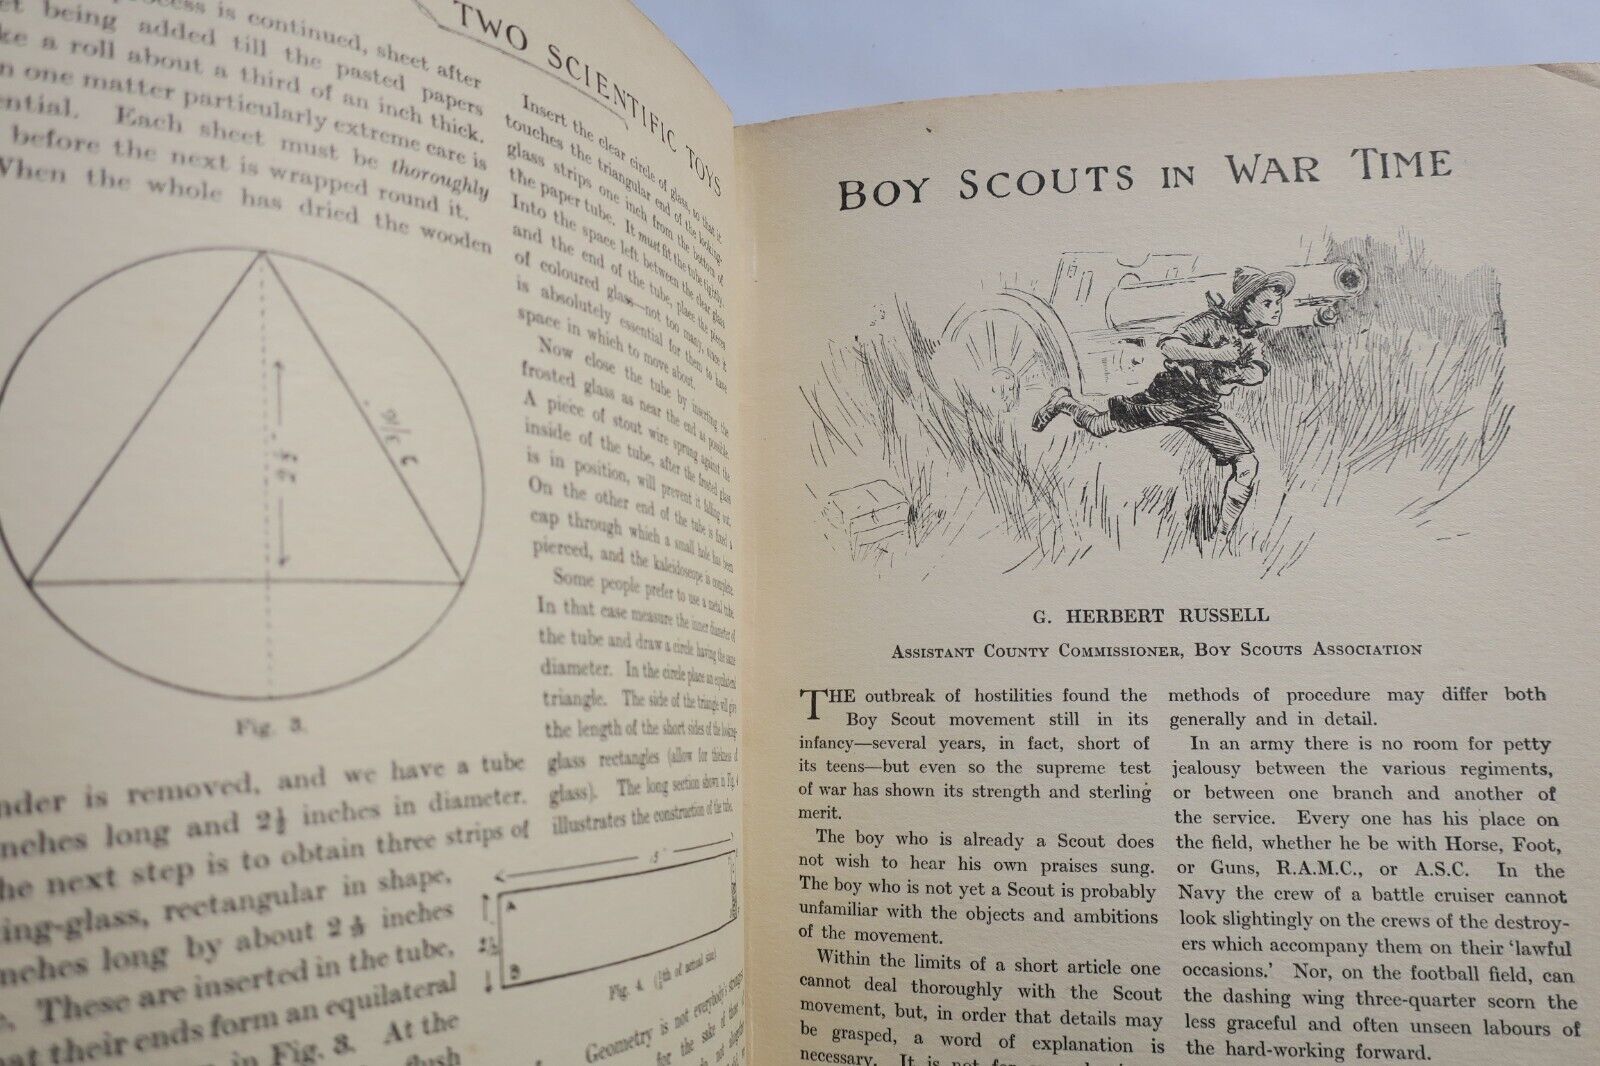 TWO SCIENTIFIC TOYS
process is continued, sheet after
being added till the pasted papers
a roll about a third of an inch thick.
one matter particularly extreme care is
Each sheet must be thoroughly
before the next is wrapped round it.
When the whole has dried the wooden
Fig. 3.
is removed, and we have a tube
long and 2½ inches in diameter.
next step is to obtain three strips of
rectangular in shape,
long by about 2 inches
These are inserted in the tube,
their ends form an equilateral
in Fig. 3. At the
Insert the clear circle of glass, so that it
touches the triangular end of the looking-
glass strips one inch from the bottom of
the paper tube. It must fit the tube tightly.
Into the space left between the clear glass
and the end of the tube, place the pieces
of coloured glass—not too many, since it
is absolutely essential for them to have
space in which to move about.
Now close the tube by inserting the
frosted glass as near the end as possible.
A piece of stout wire sprung against the
inside of the tube, after the frosted glass
is in position, will prevent it falling out.
On the other end of the tube is fixed a
cap through which a small hole has been
pierced, and the kaleidoscope is complete.
Some people prefer to use a metal tube.
In that case measure the inner diameter of
the tube and draw a circle having the same
diameter. In the circle place an equilateral
triangle. The side of the triangle will give
the length of the short sides of the looking-
glass rectangles (allow for thickness of
glass). The long section shown in Fig. 4
illustrates the construction of the tube.
A
2½
B
Fig. 4. ( of actual size)
Geometry is not everybody's
for the sake of
BOY SCOUTS IN WAR TIME
G. HERBERT RUSSELL
ASSISTANT COUNTY COMMISSIONER, BOY SCOUTS ASSOCIATION
THE outbreak of hostilities found the
Boy Scout movement still in its
infancy—several years, in fact, short of
its teens—but even so the supreme test
of war has shown its strength and sterling
merit.
The boy who is already a Scout does
not wish to hear his own praises sung.
The boy who is not yet a Scout is probably
unfamiliar with the objects and ambitions
of the movement.
Within the limits of a short article one
cannot deal thoroughly with the Scout
movement, but, in order that details may
be grasped, a word of explanation is
necessary. It is not for
methods of procedure may differ both
generally and in detail.
In an army there is no room for petty
jealousy between the various regiments,
or between one branch and another of
the service. Every one has his place on
the field, whether he be with Horse, Foot,
or Guns, R.A.M.C., or A.S.C. In the
Navy the crew of a battle cruiser cannot
look slightingly on the crews of the destroy-
ers which accompany them on their 'lawful
occasions.' Nor, on the football field, can
the dashing wing three-quarter scorn the
less graceful and often unseen labours of
the hard-working forward.